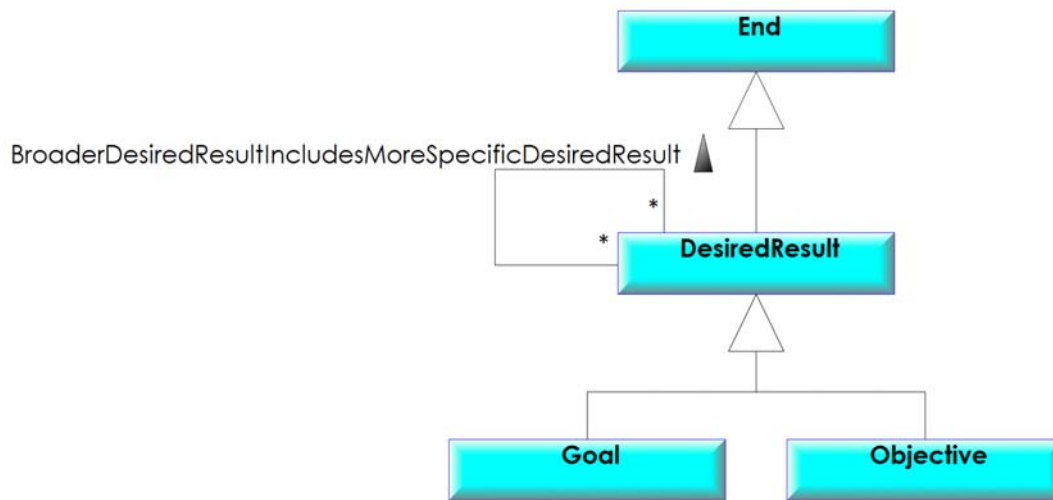 End
BroaderDesiredResultIncludesMoreSpecificDesiredResult
*
*
DesiredResult
Goal
Objective